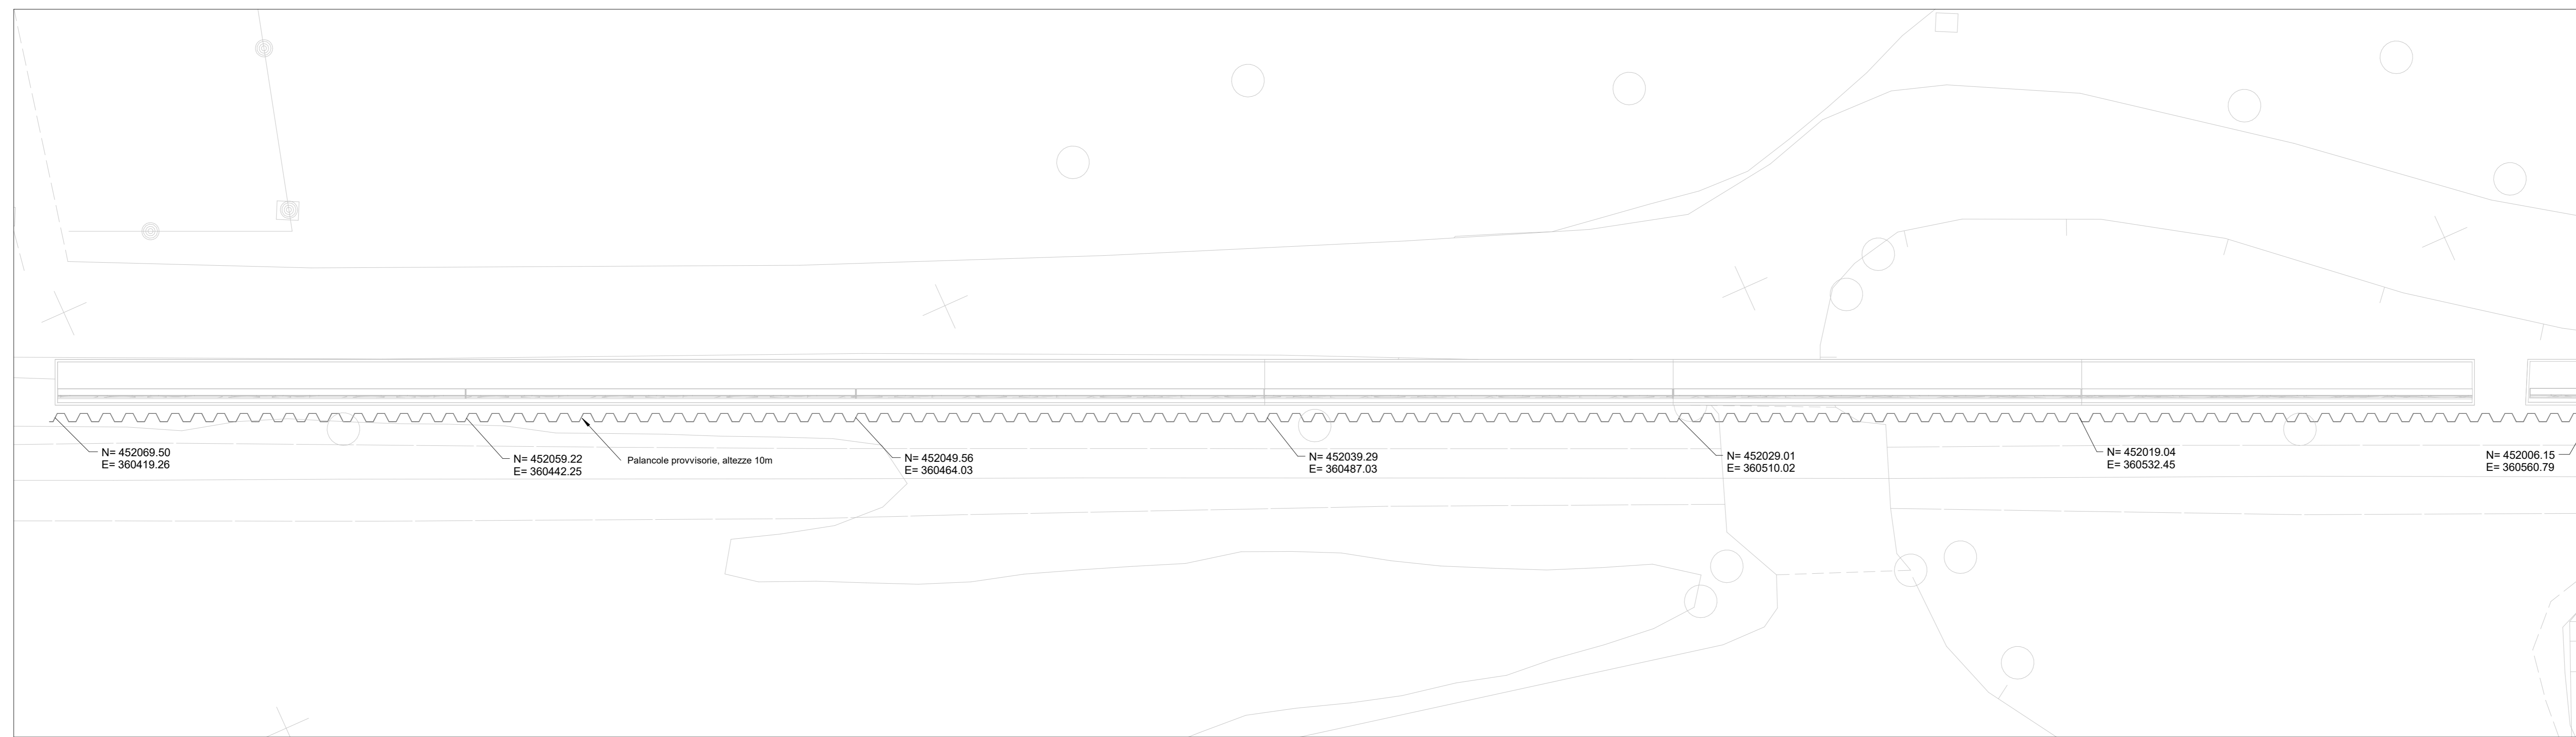 N= 452069.50
E= 360419.26
N= 452059.22
E= 360442.25
Palancole provvisorie, altezze 10m
N= 452049.56
E= 360464.03
N= 452039.29
E= 360487.03
N= 452029.01
E= 360510.02
N= 452019.04
E= 360532.45
N= 452006.15
E= 360560.79